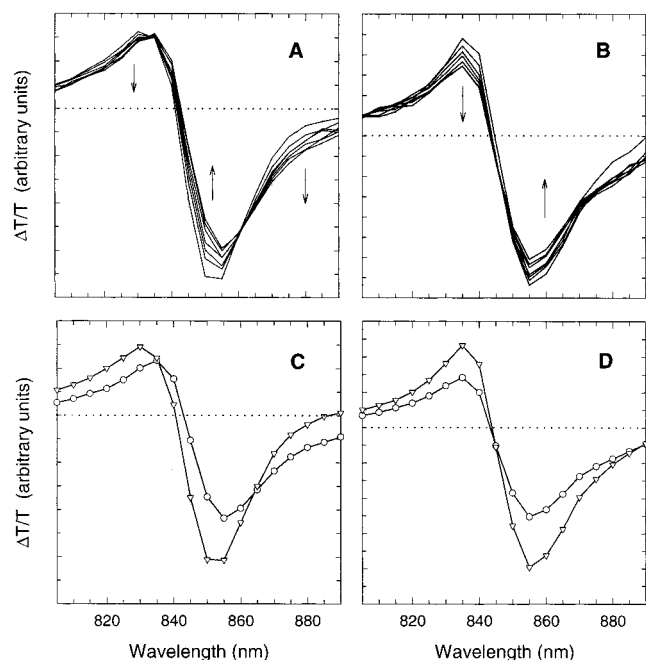 A
B
ΔT/T (arbitrary units)
C
D
ΔT/T (arbitrary units)
820 840 860 880
820 840 860 880
Wavelength (nm)
Wavelength (nm)